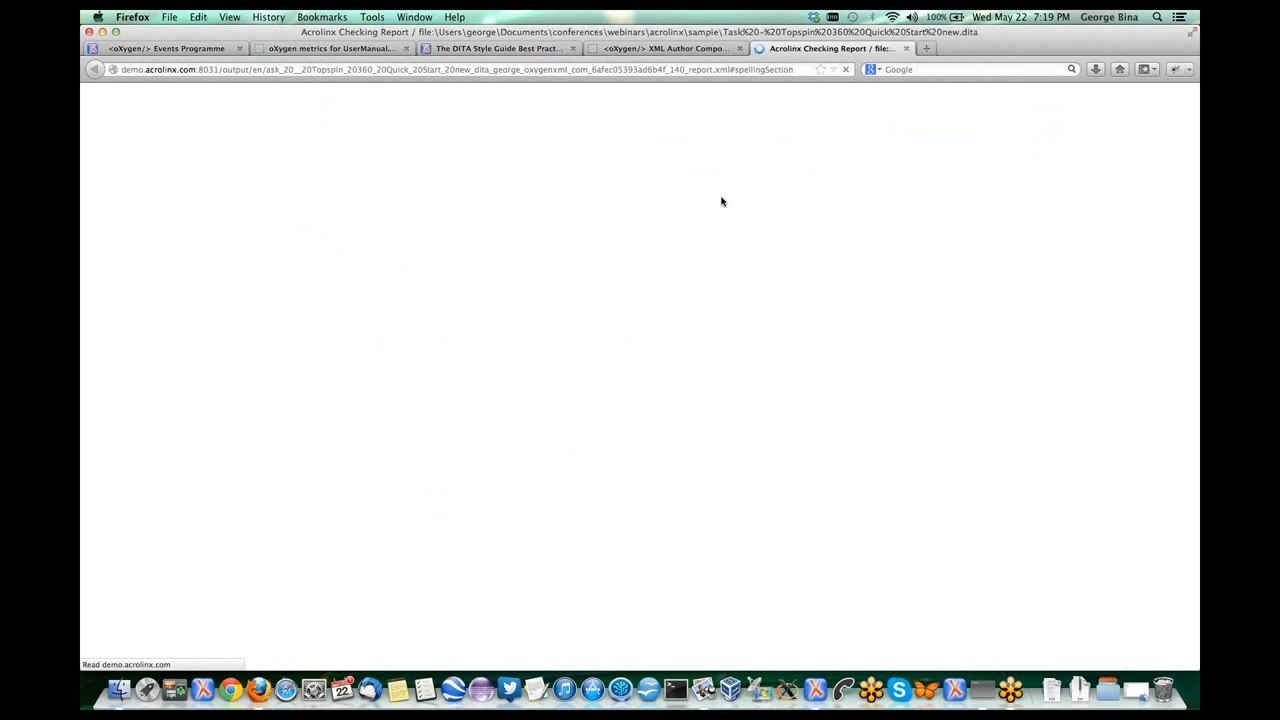 Firefox File Edit View History Bookmarks Tools Window Help 100% Wed May 22 7:19 PM George Bina
Acrolinx Checking Report / file:\Users\george\Documents\conferences\webinars\acrolinx\sample\Task%20-%20Topspin%20360%20Quick%20Start%20new.dita
<oXygen/> Events Programme oXygen metrics for UserManual.... The DITA Style Guide Best Pract... <oXygen/> XML Author Compo... Acrolinx Checking Report / file:...
demo.acrolinx.com:8031/output/en/ask_20__20Topspin_20360_20Quick_20Start_20new_dita_george_oxygenxml_com_6afec05393ad6b4f_140_report.xml#spellingSection Google
Read demo.acrolinx.com
22